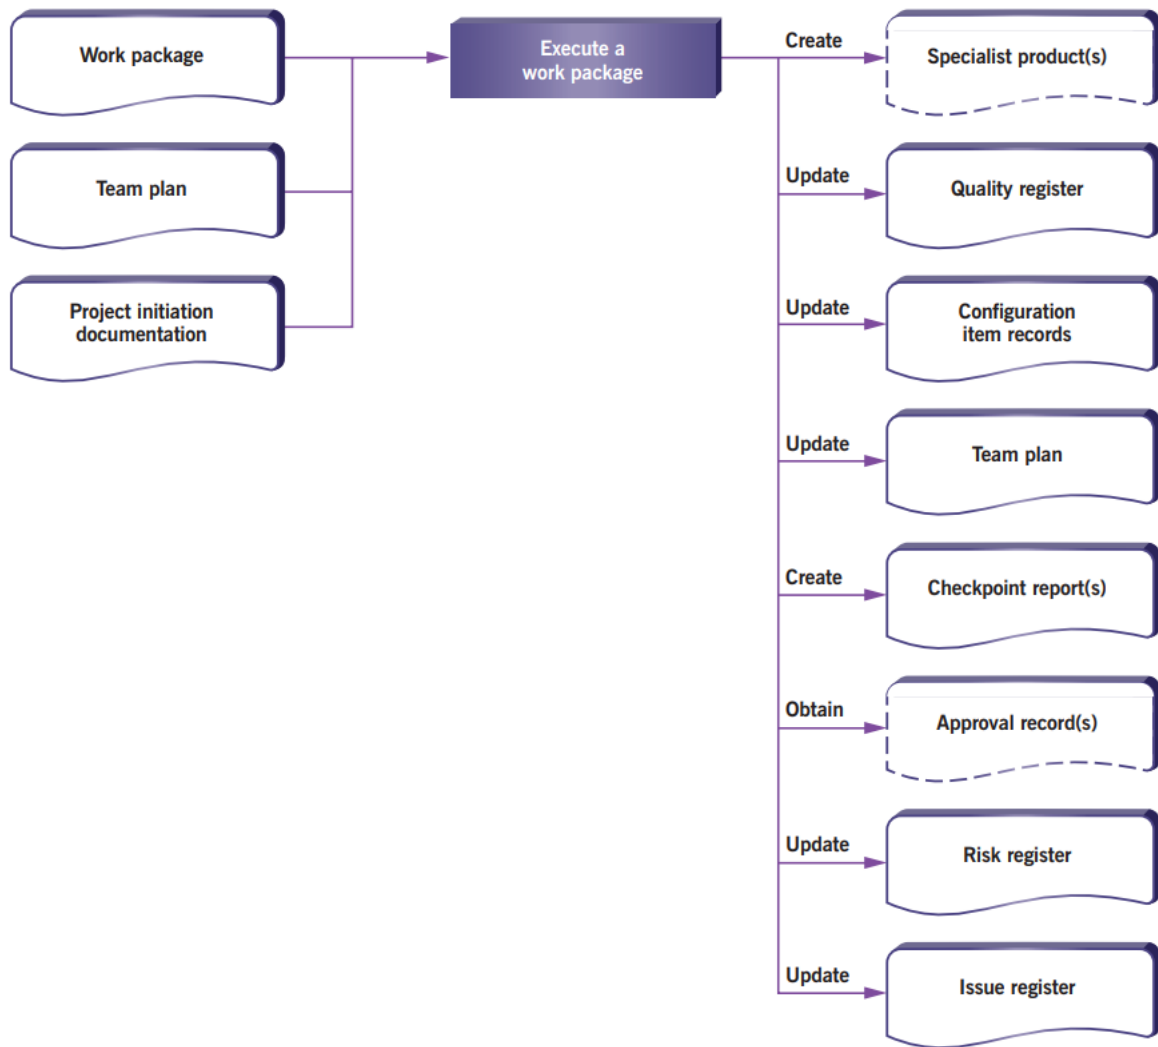 Work package
Execute a
work package
Create
Specialist product(s)
Team plan
Update
Quality register
Project initiation
documentation
Update
Configuration
item records
Update
Team plan
Create
Checkpoint report(s)
Obtain
Approval record(s)
Update
Risk register
Update
Issue register